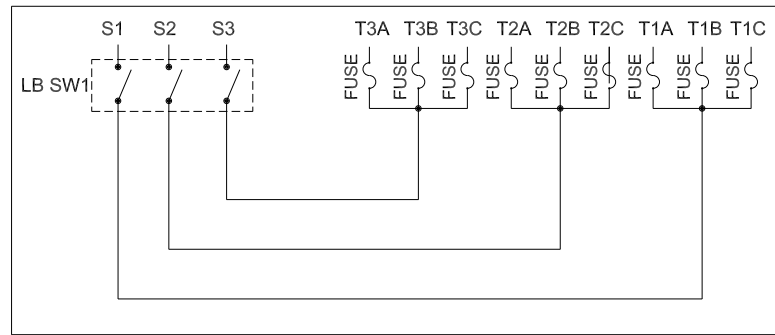 S1 S2 S3 T3A T3B T3C T2A T2B T2C T1A T1B T1C
LB SW1
FUSE FUSE FUSE FUSE FUSE FUSE FUSE FUSE FUSE